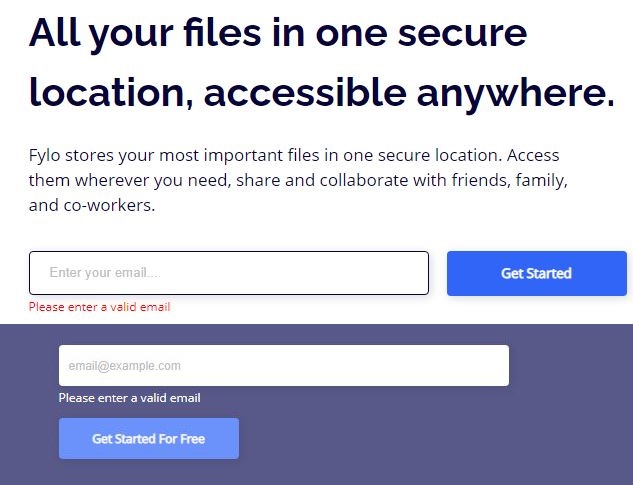 All your files in one secure
location, accessible anywhere.
Fylo stores your most important files in one secure location. Access
them wherever you need, share and collaborate with friends, family,
and co-workers.
Enter your email...
Get Started
Please enter a valid email
email@example.com
Please enter a valid email
Get Started For Free